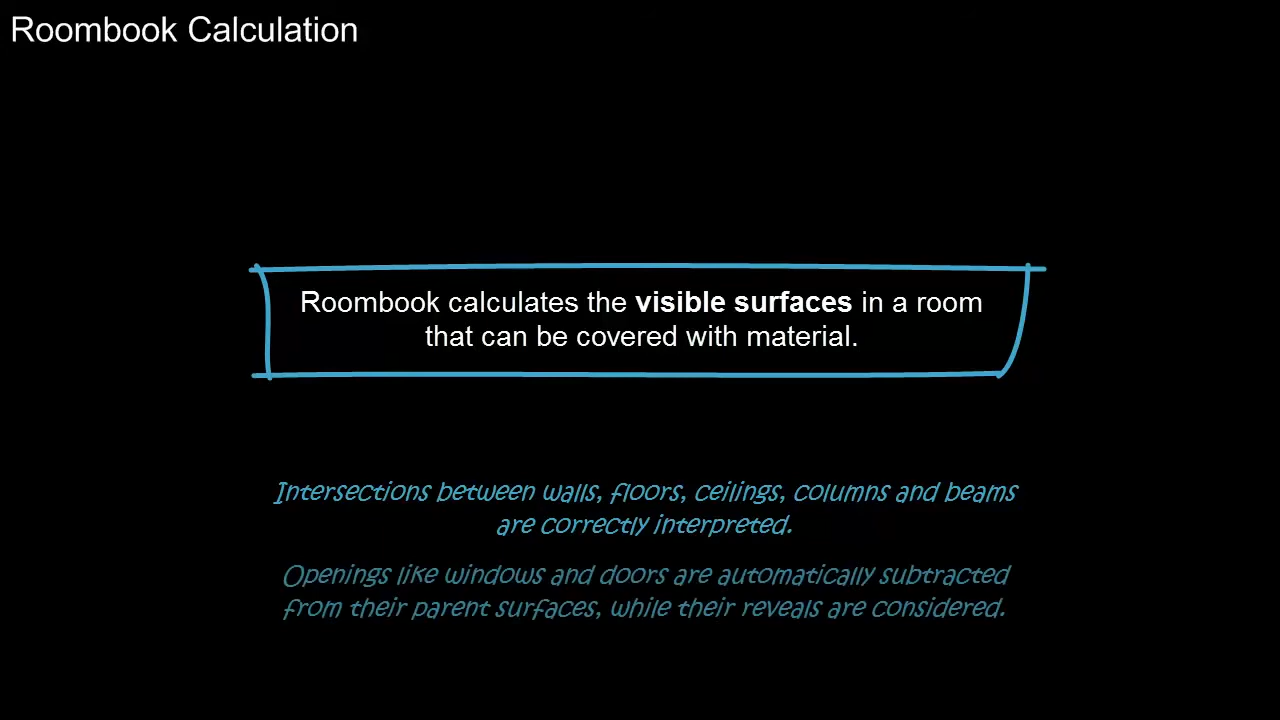 Roombook Calculation
Roombook calculates the visible surfaces in a room
that can be covered with material.
Intersections between walls, floors, ceilings, columns and beams
are correctly interpreted.
Openings like windows and doors are automatically subtracted
from their parent surfaces, while their reveals are considered.